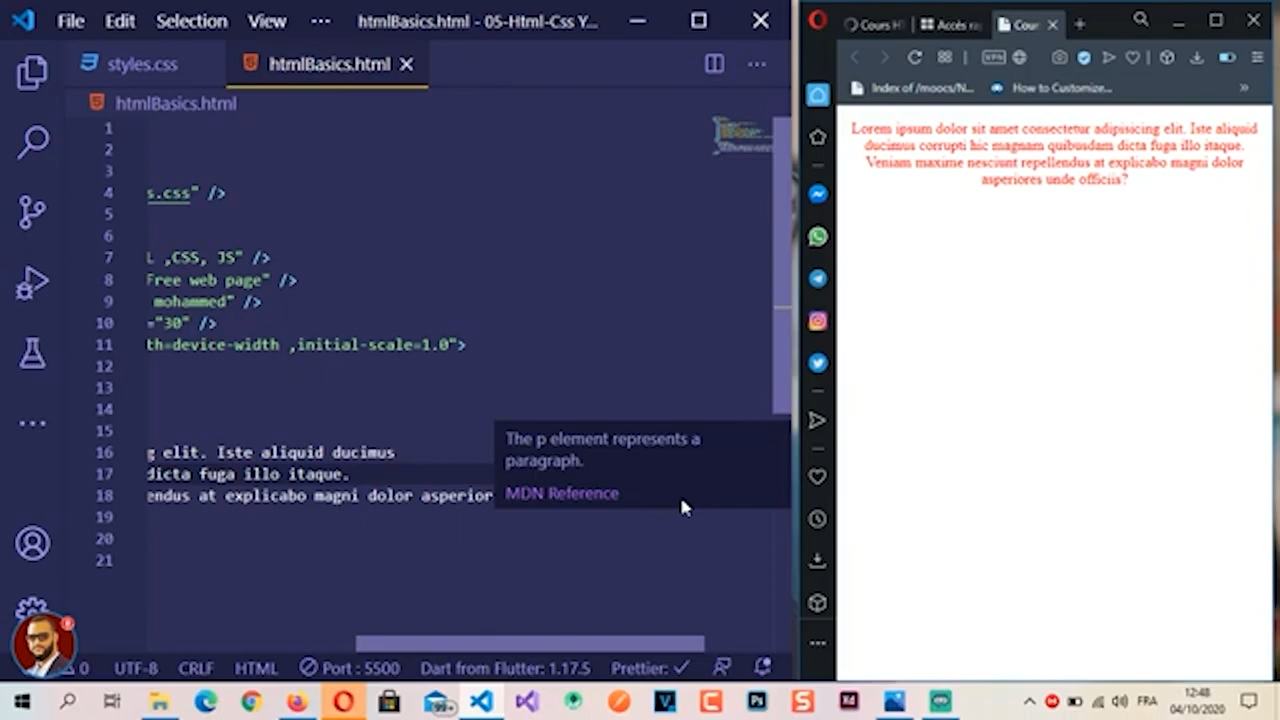 File Edit Selection View ··· htmlBasics.html - 05-Html-Css Y...
styles.css htmlBasics.html
htmlBasics.html
1
2
3
4 s.css" />
5
6
7 L ,CSS, JS" />
8 Free web page" />
9 mohammed" />
10 ="30" />
11 th=device-width ,initial-scale=1.0">
12
13
14
15
16 g elit. Iste aliquid ducimus
17 dicta fuga illo itaque.
18 endus at explicabo magni dolor asperior
19
20
21
The p element represents a
paragraph.
MDN Reference
0 UTF-8 CRLF HTML Port : 5500 Dart from Flutter: 1.17.5 Prettier: ✓
Cours H Accès ra Cour
VPN
Index of /moocs/N... How to Customize... »
Lorem ipsum dolor sit amet consectetur adipisicing elit. Iste aliquid
ducimus corrupti hic magnam quibusdam dicta fuga illo itaque.
Veniam maxime nesciunt repellendus at explicabo magni dolor
asperiores unde officiis?
99+ Ps Xd FRA 12:48
04/10/2020